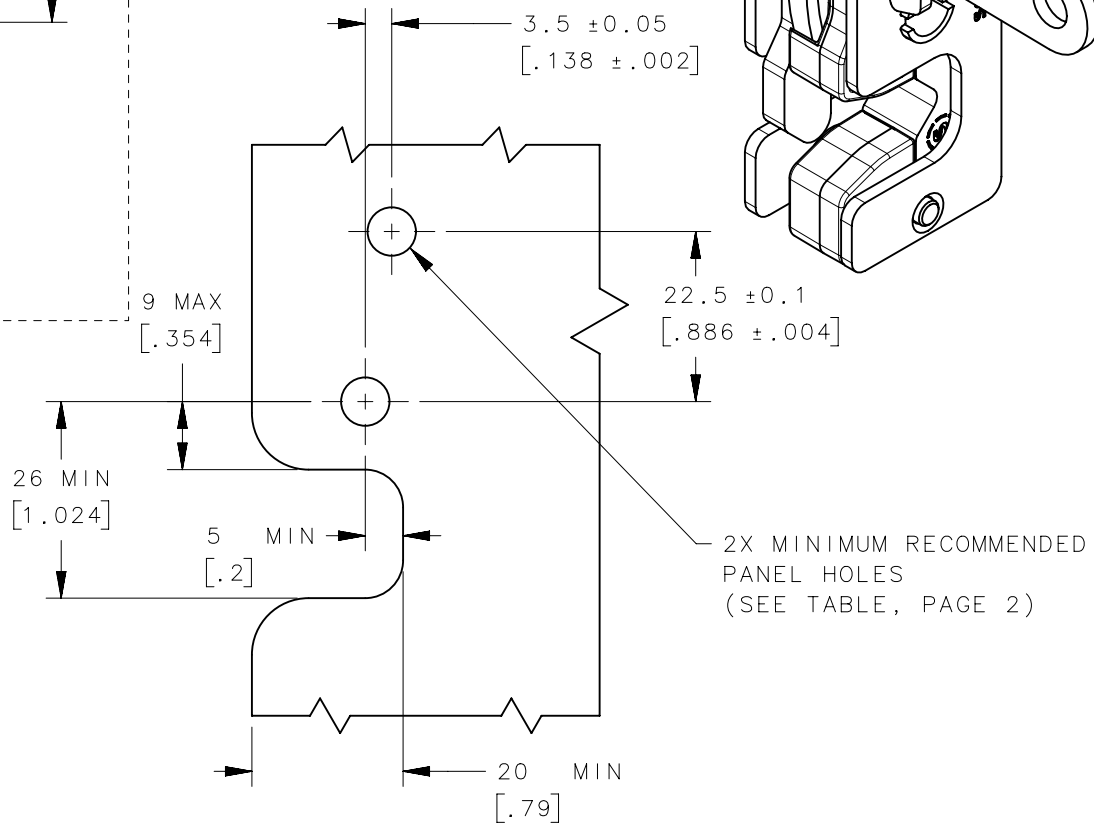 3.5 ±0.05
[.138 ±.002]
22.5 ±0.1
[.886 ±.004]
9 MAX
[.354]
26 MIN
[1.024]
5 MIN
[.2]
2X MINIMUM RECOMMENDED
PANEL HOLES
(SEE TABLE, PAGE 2)
20 MIN
[.79]